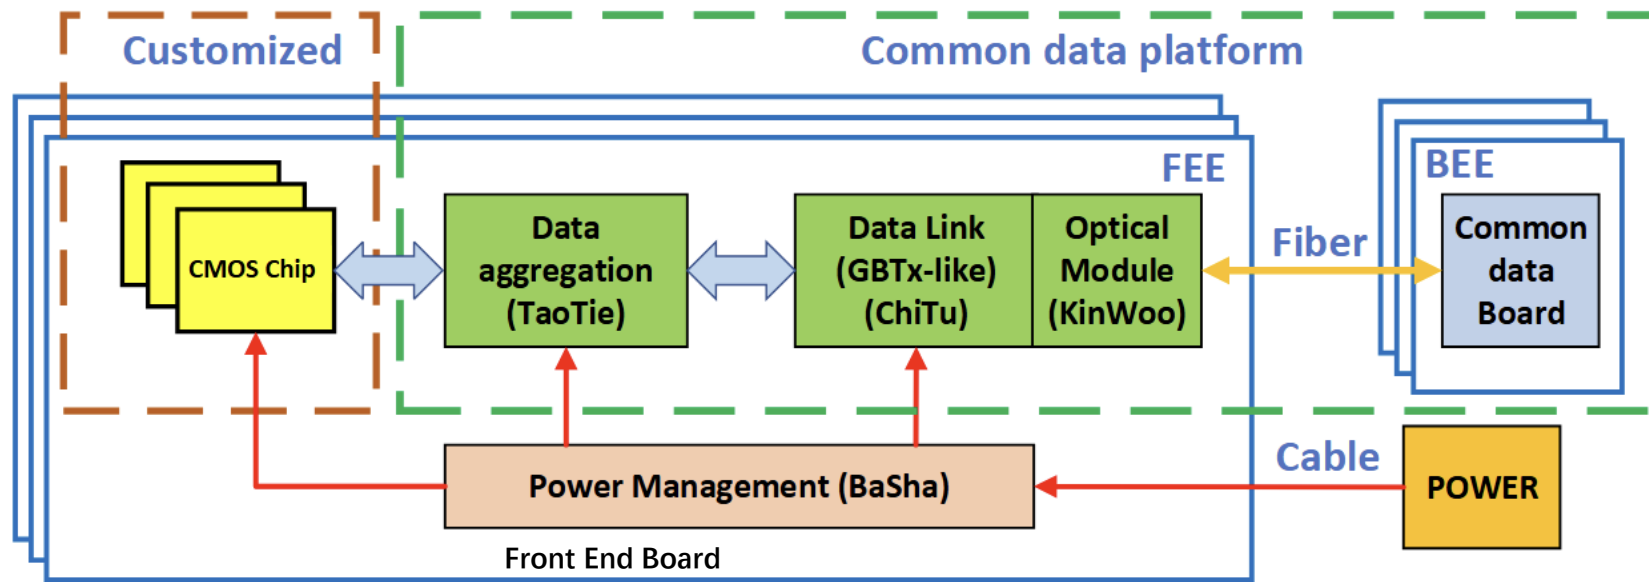 Customized
Common data platform
FEE
BEE
CMOS Chip
Data
aggregation
(TaoTie)
Data Link
(GBTx-like)
(ChiTu)
Optical
Module
(KinWoo)
Fiber
Common
data
Board
Power Management (BaSha)
Cable
POWER
Front End Board